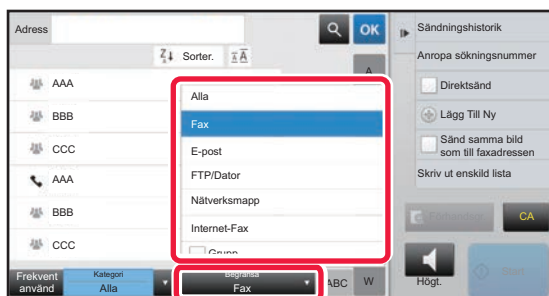 Adress
OK
Sorter.
A
AAA
BBB
CCC
AAA
BBB
CCC
Alla
Fax
E-post
FTP/Dator
Nätverksmapp
Internet-Fax
Grupp
Frekvent
använd
Kategori
Alla
Begränsa
Fax
ABC
W
Sändningshistorik
Anropa sökningsnummer
Direktsänd
Lägg Till Ny
Sänd samma bild
som till faxadressen
Skriv ut enskild lista
CA
Högt.
Start